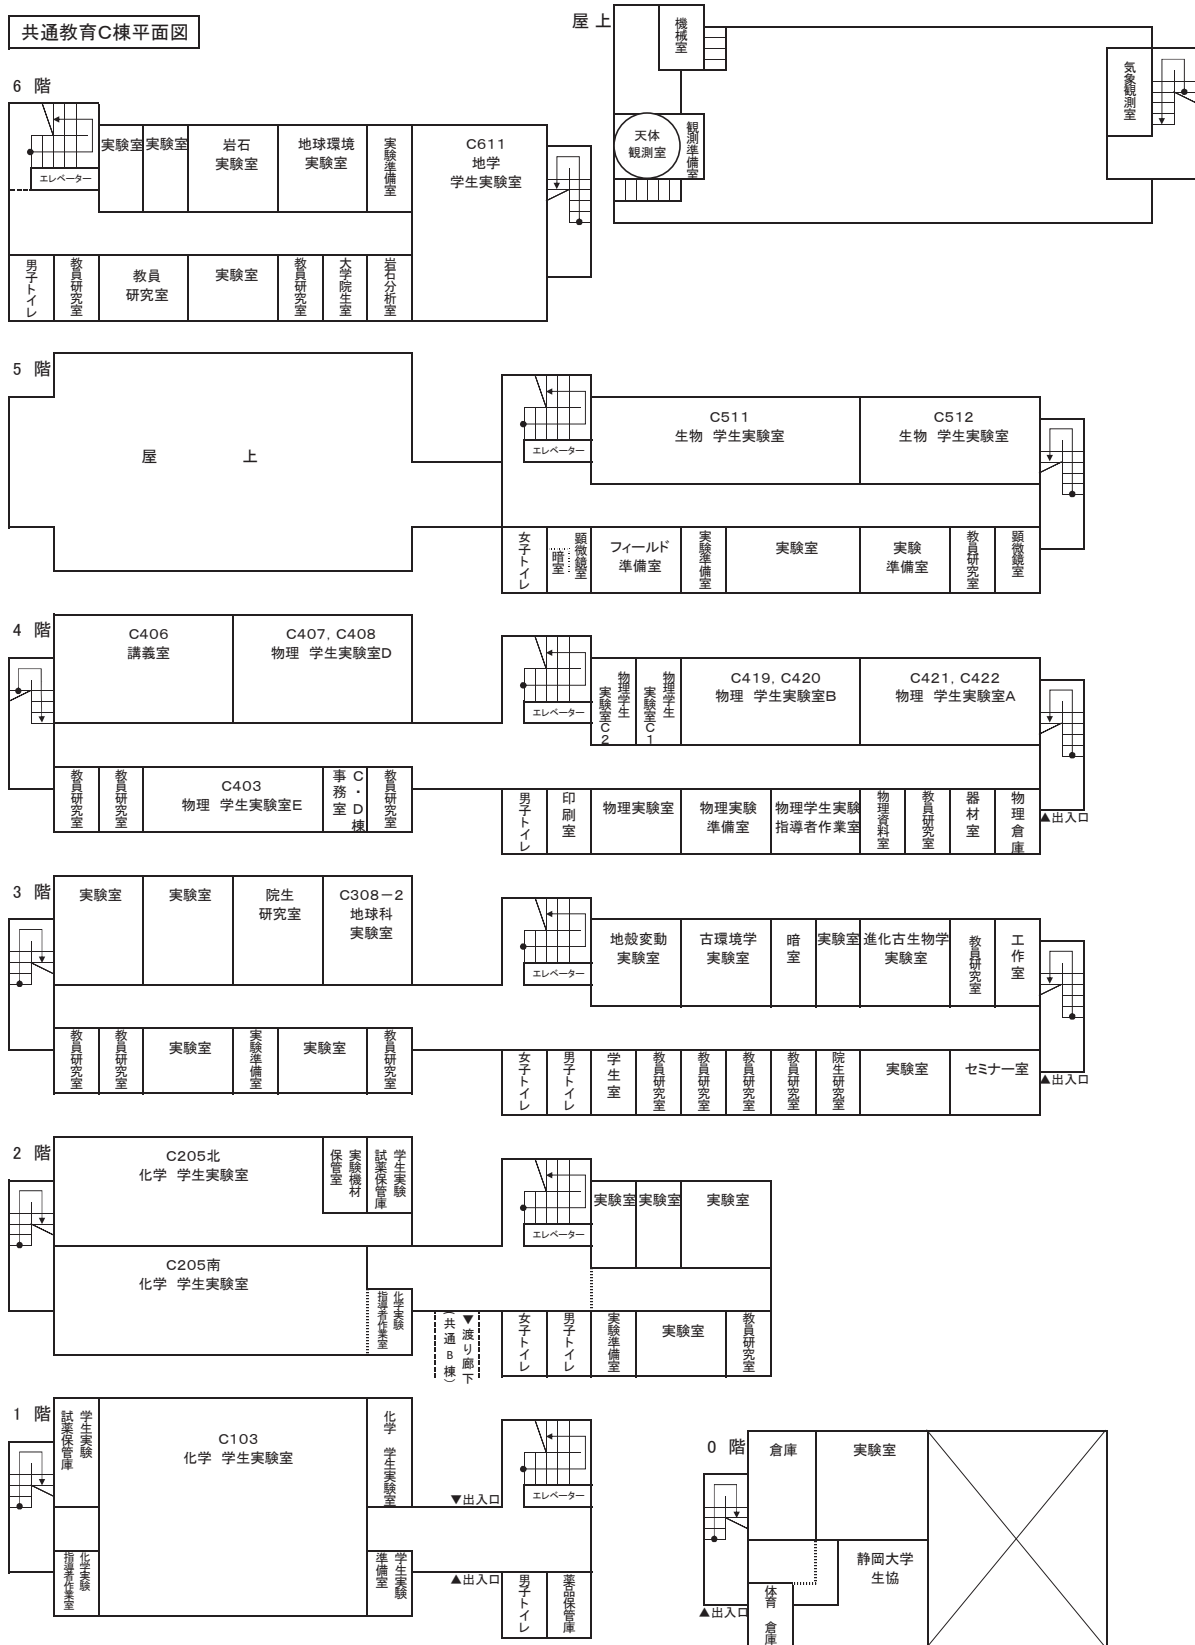 共通教育C棟平面図
屋 上
機械室
気象観測室
天体
観測室
観測準備室
6 階
エレベーター
実験室
実験室
岩石
実験室
地球環境
実験室
実験準備室
C611
地学
学生実験室
男子トイレ
教員研究室
教員
研究室
実験室
教員研究室
大学院生室
岩石分析室
5 階
屋 上
エレベーター
C511
生物 学生実験室
C512
生物 学生実験室
女子トイレ
暗室
顕微鏡室
フィールド
準備室
実験準備室
実験室
実験
準備室
教員研究室
顕微鏡室
4 階
C406
講義室
C407, C408
物理 学生実験室D
エレベーター
物理学生
実験室C2
物理学生
実験室C1
C419, C420
物理 学生実験室B
C421, C422
物理 学生実験室A
教員研究室
教員研究室
C403
物理 学生実験室E
C・D棟
事務室
教員研究室
男子トイレ
印刷室
物理実験室
物理実験
準備室
物理学生実験
指導者作業室
物理資料室
教員研究室
器材室
物理倉庫
▲出入口
3 階
実験室
実験室
院生
研究室
C308－2
地球科
実験室
エレベーター
地殻変動
実験室
古環境学
実験室
暗室
実験室
進化古生物学
実験室
教員研究室
工作室
教員研究室
教員研究室
実験室
実験準備室
実験室
教員研究室
女子トイレ
男子トイレ
学生室
教員研究室
教員研究室
教員研究室
教員研究室
院生研究室
実験室
セミナー室
▲出入口
2 階
C205北
化学 学生実験室
実験機材
保管室
学生実験
試薬保管庫
エレベーター
実験室
実験室
実験室
C205南
化学 学生実験室
化学実験
指導者作業室
▼渡り廊下
(共通B棟)
女子トイレ
男子トイレ
実験準備室
実験室
教員研究室
1 階
学生実験
試薬保管庫
C103
化学 学生実験室
化学 学生実験室
▼出入口
エレベーター
化学実験
指導者作業室
学生実験
準備室
▲出入口
男子トイレ
薬品保管庫
0 階
倉庫
実験室
静岡大学
生協
▲出入口
体育 倉庫